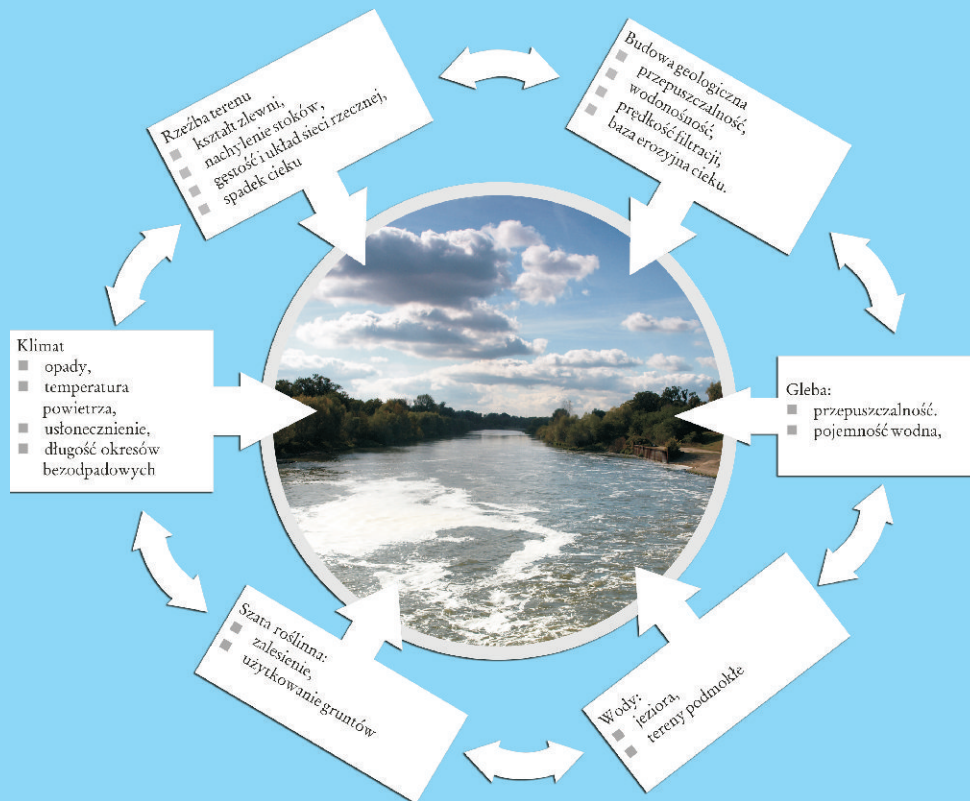 Rzeźba terenu
kształt zlewni,
nachylenie stoków,
gęstość i układ sieci rzecznej,
spadek cieku
Budowa geologiczna
przepuszczalność,
wodonośność,
prędkość filtracji,
baza erozyjna cieku.
Klimat
opady,
temperatura
powietrza,
usłonecznienie,
długość okresów
bezodpadowych
Gleba:
przepuszczalność.
pojemność wodna,
Szata roślinna:
zalesienie,
użytkowanie gruntów
Wody:
jeziora,
tereny podmokłe